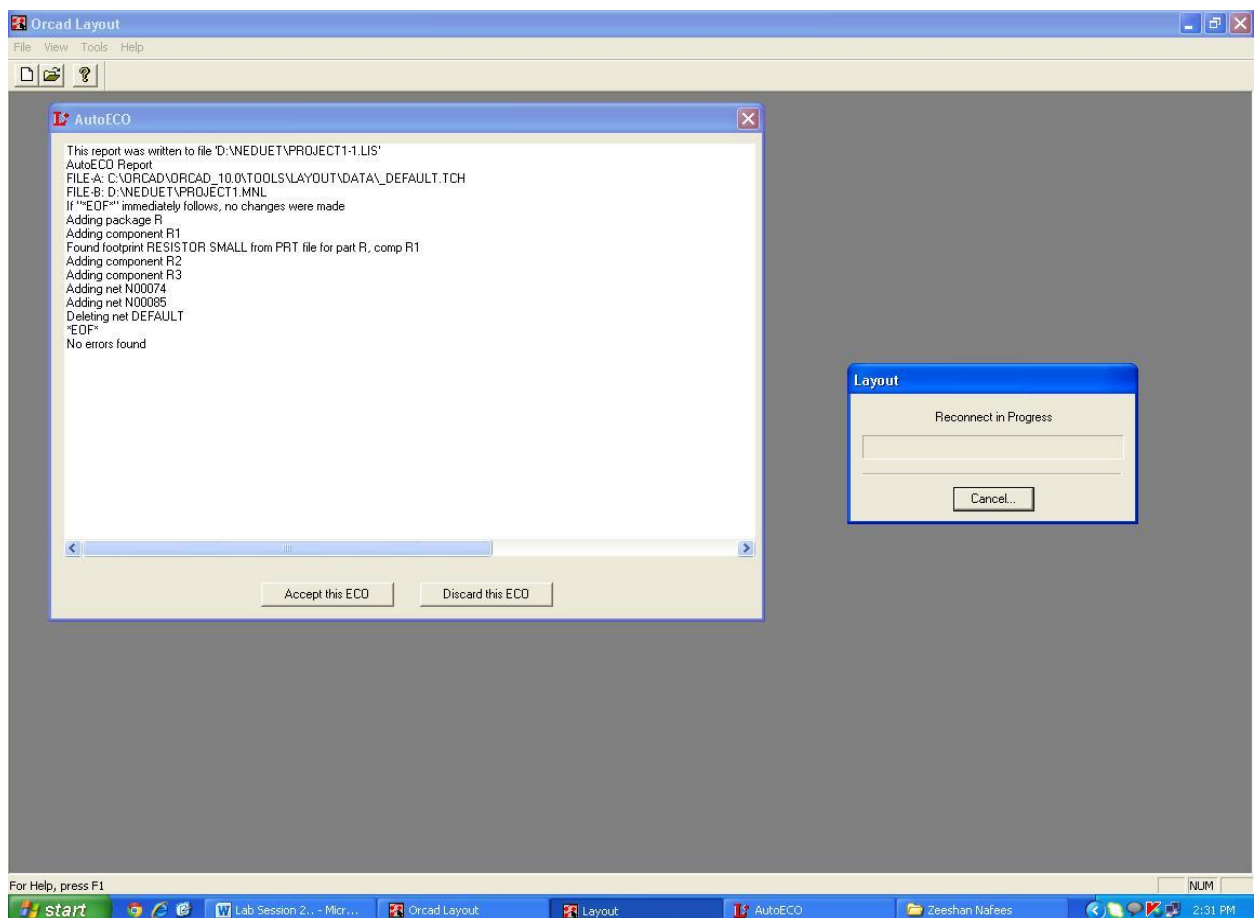 Orcad Layout
File View Tools Help
AutoECO
This report was written to file 'D:\NEDUET\PROJECT1-1.LIS'
AutoECO Report
FILE-A: C:\ORCAD\ORCAD_10.0\TOOLS\LAYOUT\DATA\_DEFAULT.TCH
FILE-B: D:\NEDUET\PROJECT1.MNL
If "*EOF*" immediately follows, no changes were made
Adding package R
Adding component R1
Found footprint RESISTOR SMALL from PRT file for part R, comp R1
Adding component R2
Adding component R3
Adding net N00074
Adding net N00085
Deleting net DEFAULT
*EOF*
No errors found
Accept this ECO Discard this ECO
Layout
Reconnect in Progress
Cancel...
For Help, press F1 NUM
start Lab Session 2.. - Micr... Orcad Layout Layout AutoECO Zeeshan Nafees 2:31 PM